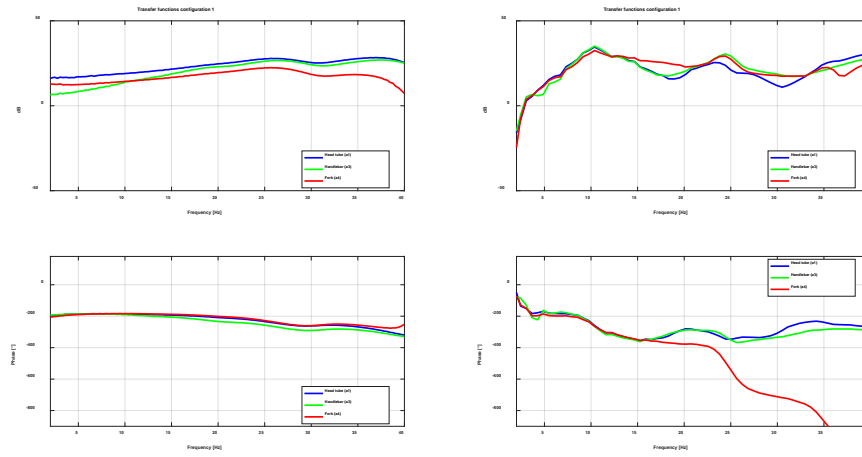 Transfer functions configuration 1
50
0
-50
dB
5 10 15 20 25 30 35 40
Frequency [Hz]
Head tube (a1)
Handlebar (a3)
Fork (a4)
Transfer functions configuration 1
50
0
-50
dB
5 10 15 20 25 30 35
Frequency [Hz]
Head tube (a1)
Handlebar (a3)
Fork (a4)
0
-200
-400
-600
-800
Phase [°]
5 10 15 20 25 30 35 40
Frequency [Hz]
Head tube (a1)
Handlebar (a3)
Fork (a4)
0
-200
-400
-600
-800
Phase [°]
5 10 15 20 25 30 35
Frequency [Hz]
Head tube (a1)
Handlebar (a3)
Fork (a4)